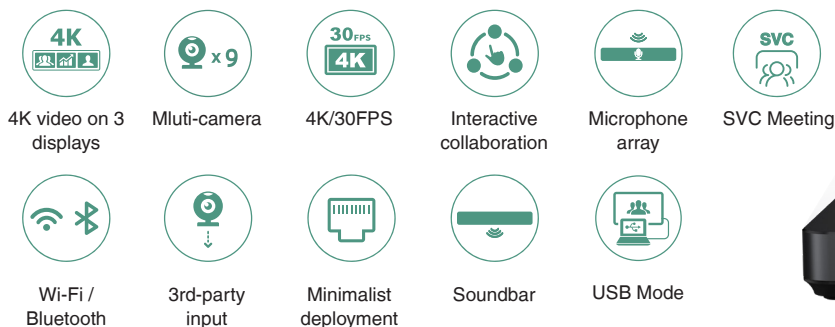 4K
x 9
30FPS
4K
SVC
4K video on 3
displays
Mluti-camera
4K/30FPS
Interactive
collaboration
Microphone
array
SVC Meeting
Wi-Fi /
Bluetooth
3rd-party
input
Minimalist
deployment
Soundbar
USB Mode